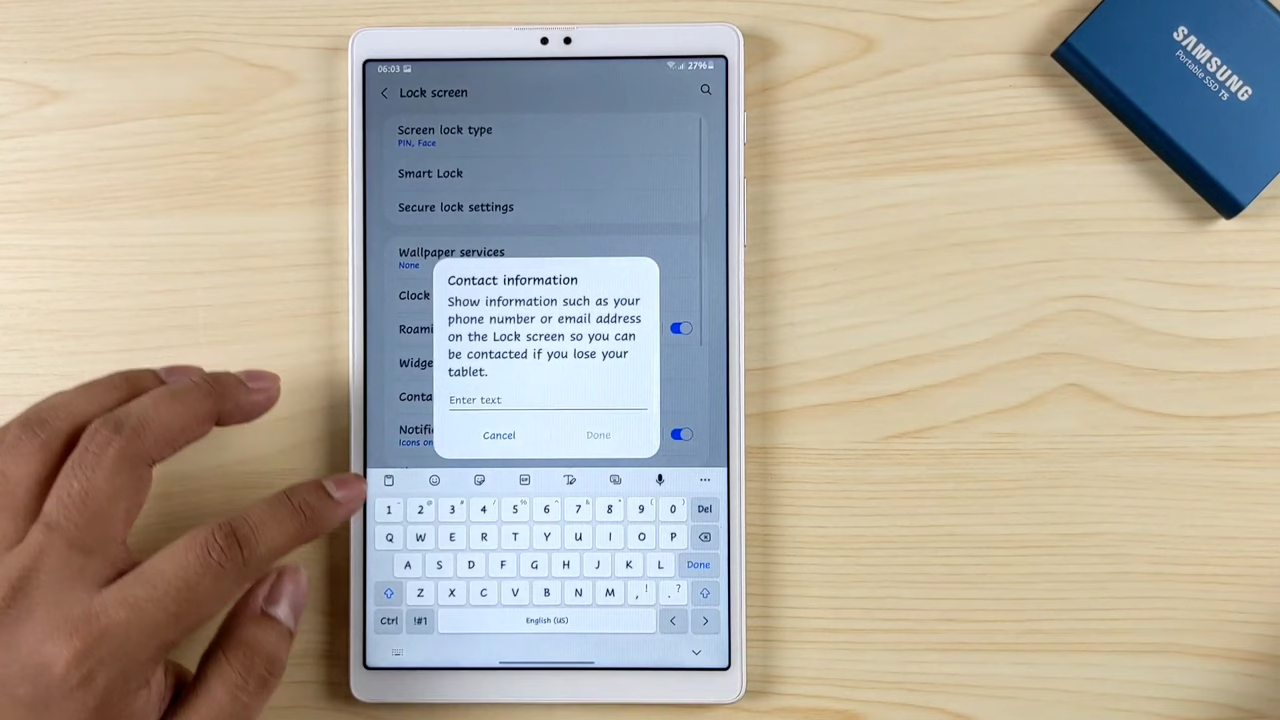 06:03
27%
Lock screen
Screen lock type
PIN, Face
Smart Lock
Secure lock settings
Wallpaper services
None
Clock
Roami
Widge
Conta
Notifi
Icons on
Contact information
Show information such as your
phone number or email address
on the Lock screen so you can
be contacted if you lose your
tablet.
Enter text
Cancel Done
GIF
1 2 @ 3 # 4 / 5 % 6 ^ 7 & 8 * 9 ( 0 ) Del
Q W E R T Y U I O P
A S D F G H J K L Done
Z X C V B N M , ! . ?
Ctrl !#1 English (US) < >
SAMSUNG
Portable SSD T5